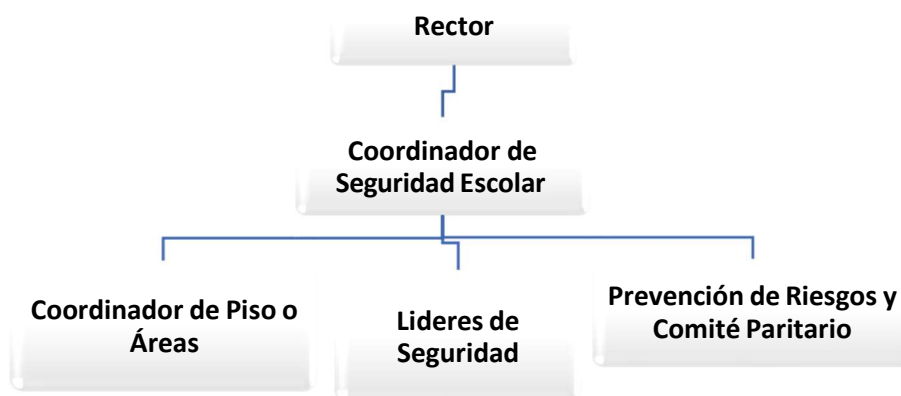 Rector
Coordinador de
Seguridad Escolar
Coordinador de Piso o
Áreas
Lideres de
Seguridad
Prevención de Riesgos y
Comité Paritario